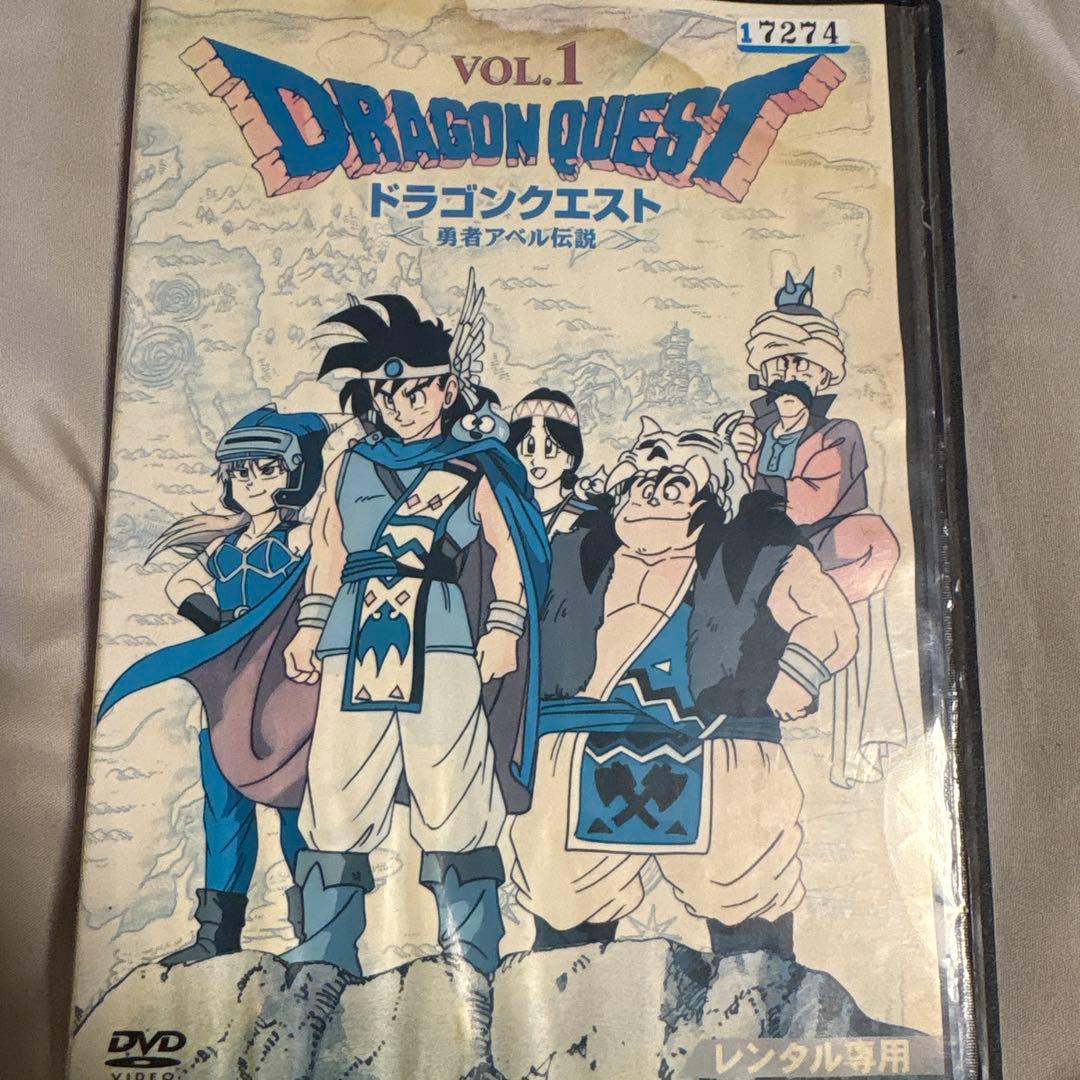 17274
VOL.1
DRAGON QUEST
ドラゴンクエスト
勇者アベル伝説
DVD
VIDEO
レンタル専用